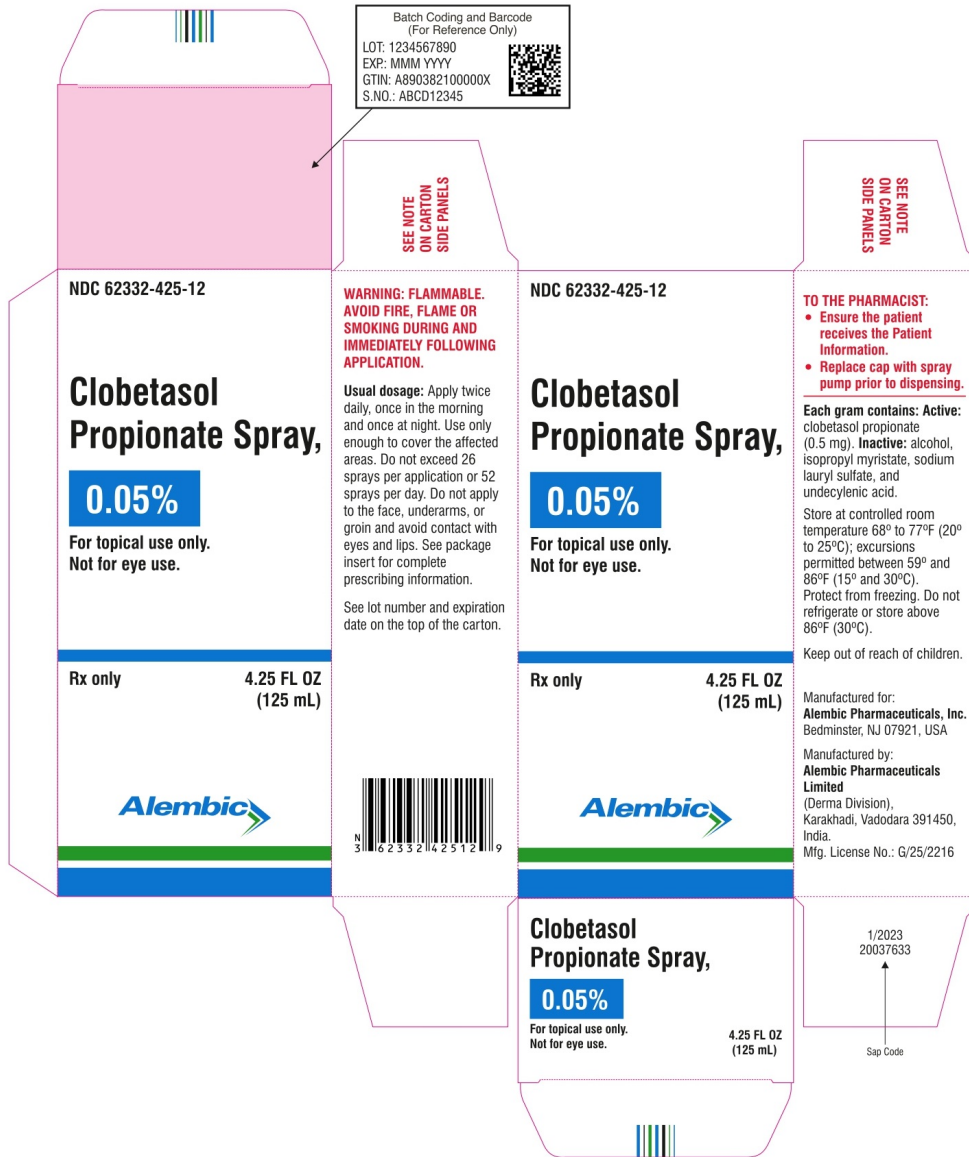 Batch Coding and Barcode
(For Reference Only)
LOT: 1234567890
EXP.: MMM YYYY
GTIN: A890382100000X
S.NO.: ABCD12345
NDC 62332-425-12
Clobetasol
Propionate Spray,
0.05%
For topical use only.
Not for eye use.
Rx only
4.25 FL OZ
(125 mL)
Alembic
SEE NOTE
ON CARTON
SIDE PANELS
WARNING: FLAMMABLE.
AVOID FIRE, FLAME OR
SMOKING DURING AND
IMMEDIATELY FOLLOWING
APPLICATION.
Usual dosage: Apply twice
daily, once in the morning
and once at night. Use only
enough to cover the affected
areas. Do not exceed 26
sprays per application or 52
sprays per day. Do not apply
to the face, underarms, or
groin and avoid contact with
eyes and lips. See package
insert for complete
prescribing information.
See lot number and expiration
date on the top of the carton.
N
3 62332 42512 9
NDC 62332-425-12
Clobetasol
Propionate Spray,
0.05%
For topical use only.
Not for eye use.
Rx only
4.25 FL OZ
(125 mL)
Alembic
Clobetasol
Propionate Spray,
0.05%
For topical use only.
Not for eye use.
4.25 FL OZ
(125 mL)
SEE NOTE
ON CARTON
SIDE PANELS
TO THE PHARMACIST:
• Ensure the patient
receives the Patient
Information.
• Replace cap with spray
pump prior to dispensing.
Each gram contains: Active:
clobetasol propionate
(0.5 mg). Inactive: alcohol,
isopropyl myristate, sodium
lauryl sulfate, and
undecylenic acid.
Store at controlled room
temperature 68º to 77ºF (20º
to 25ºC); excursions
permitted between 59º and
86ºF (15º and 30ºC).
Protect from freezing. Do not
refrigerate or store above
86ºF (30ºC).
Keep out of reach of children.
Manufactured for:
Alembic Pharmaceuticals, Inc.
Bedminster, NJ 07921, USA
Manufactured by:
Alembic Pharmaceuticals
Limited
(Derma Division),
Karakhadi, Vadodara 391450,
India.
Mfg. License No.: G/25/2216
1/2023
20037633
Sap Code